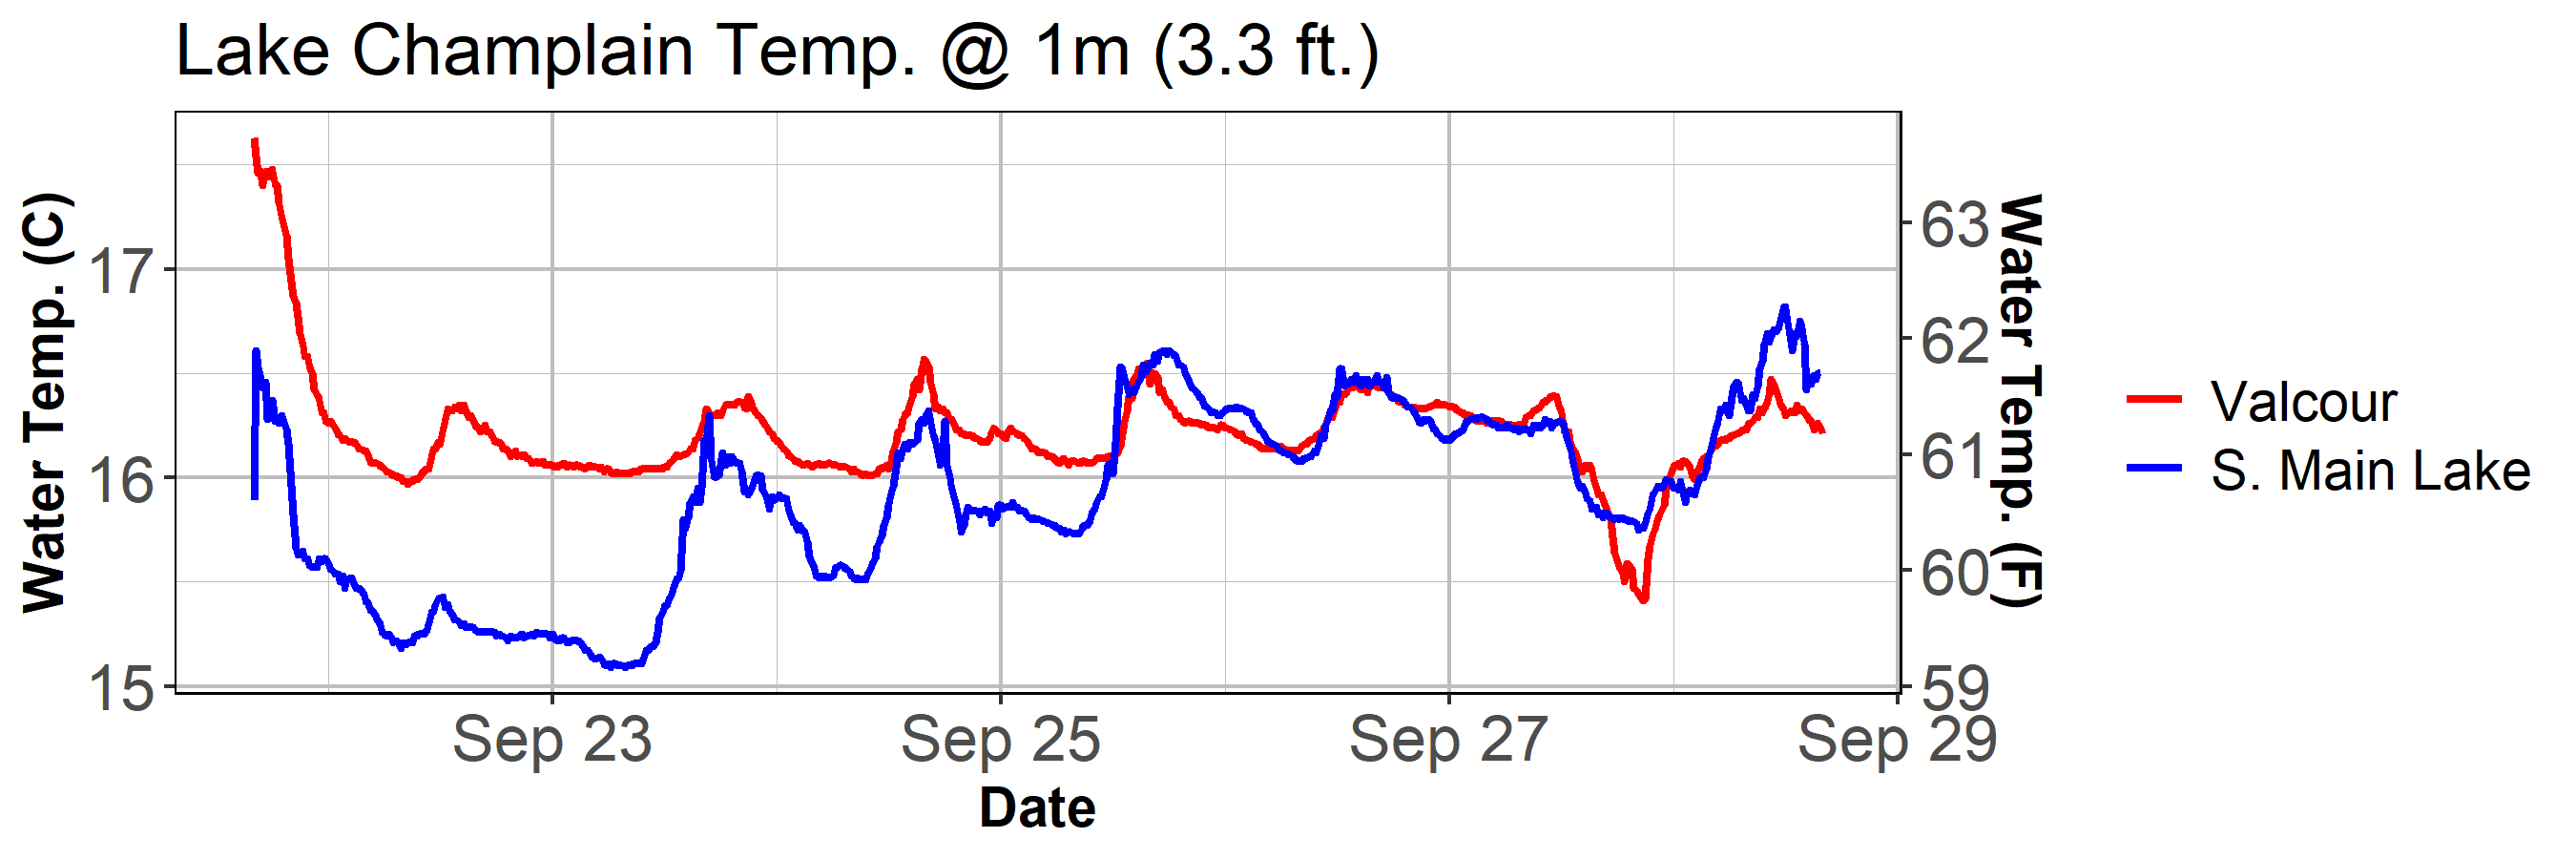 Lake Champlain Temp. @ 1m (3.3 ft.)
Water Temp. (C)
17
16
15
63
62
61
60
59
Water Temp. (F)
Sep 23
Sep 25
Sep 27
Sep 29
Date
Valcour
S. Main Lake